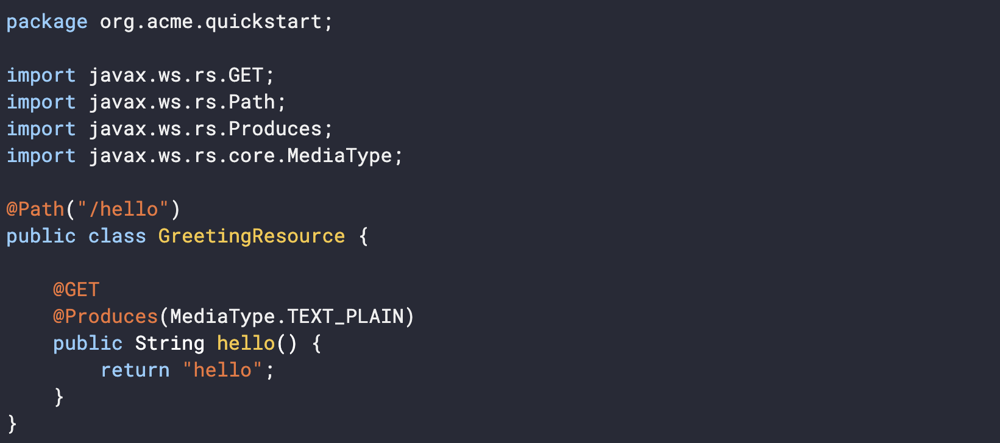 package org.acme.quickstart;

import javax.ws.rs.GET;
import javax.ws.rs.Path;
import javax.ws.rs.Produces;
import javax.ws.rs.core.MediaType;

@Path("/hello")
public class GreetingResource {

    @GET
    @Produces(MediaType.TEXT_PLAIN)
    public String hello() {
        return "hello";
    }
}